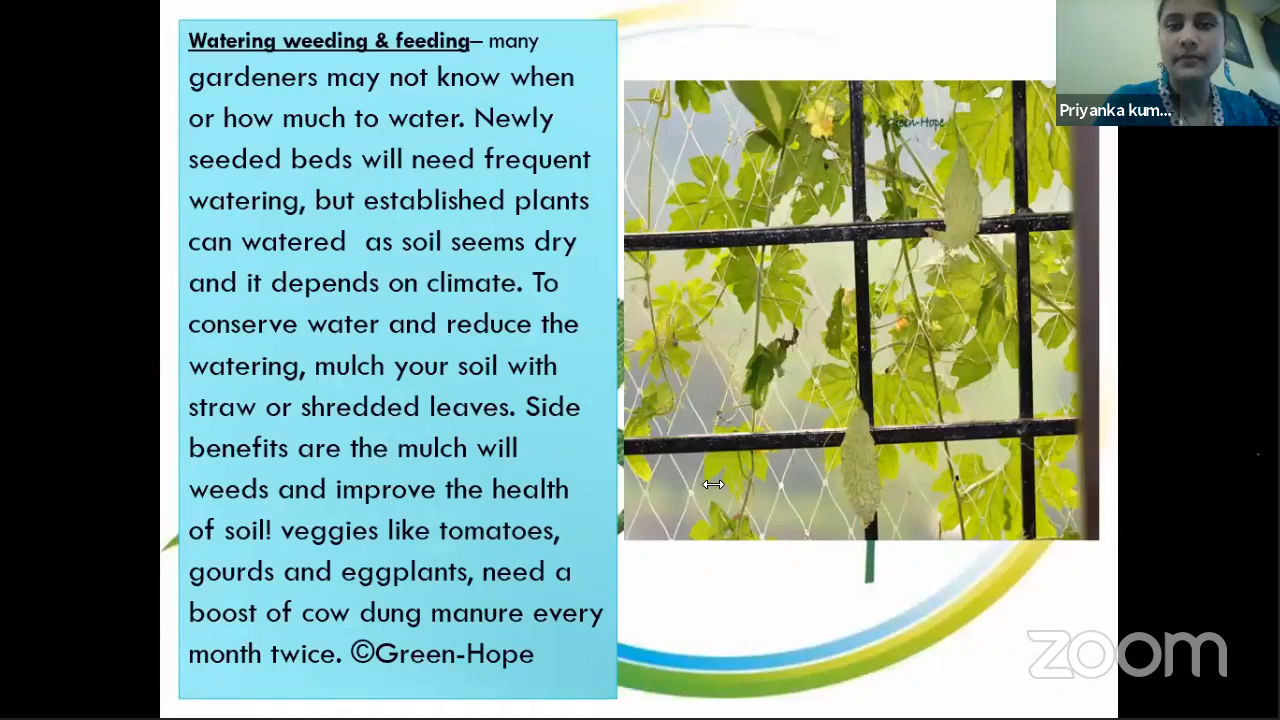 Watering weeding & feeding– many
gardeners may not know when
or how much to water. Newly
seeded beds will need frequent
watering, but established plants
can watered  as soil seems dry
and it depends on climate. To
conserve water and reduce the
watering, mulch your soil with
straw or shredded leaves. Side
benefits are the mulch will
weeds and improve the health
of soil! veggies like tomatoes,
gourds and eggplants, need a
boost of cow dung manure every
month twice. ©Green-Hope
Green-Hope
Priyanka kum...
zoom